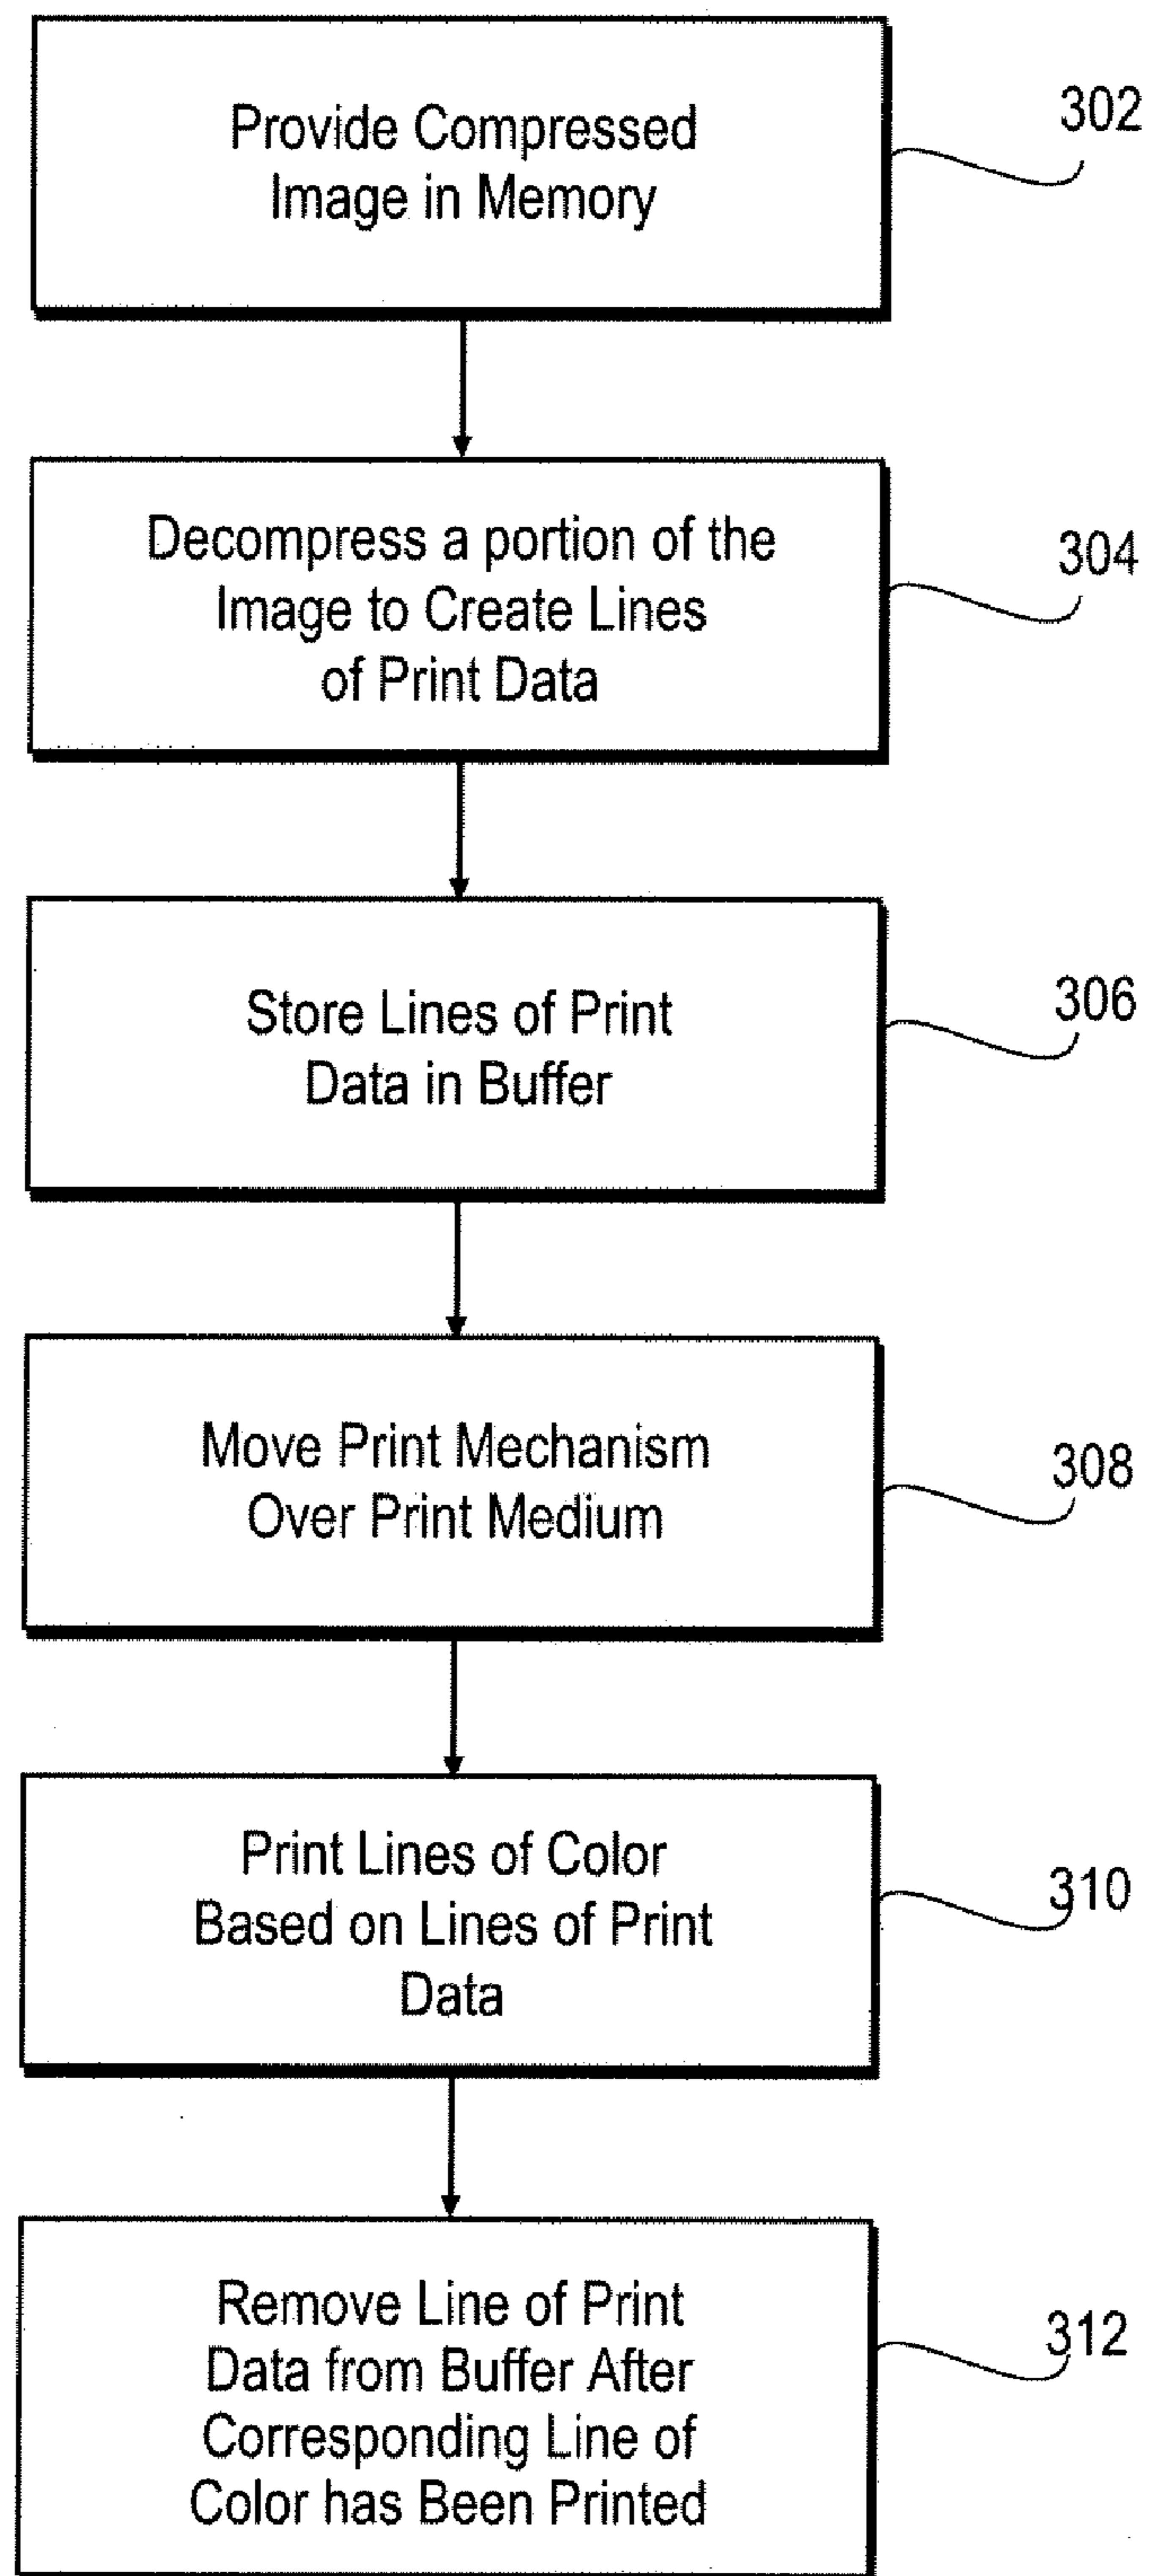 Provide Compressed
Image in Memory
302
Decompress a portion of the
Image to Create Lines
of Print Data
304
Store Lines of Print
Data in Buffer
306
Move Print Mechanism
Over Print Medium
308
Print Lines of Color
Based on Lines of Print
Data
310
Remove Line of Print
Data from Buffer After
Corresponding Line of
Color has Been Printed
312